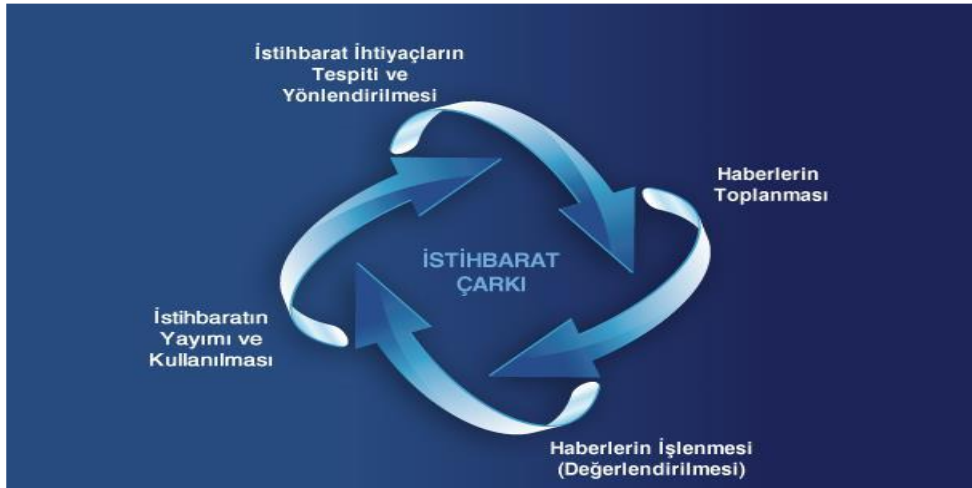 İstihbarat İhtiyaçların
Tespiti ve
Yönlendirilmesi
Haberlerin
Toplanması
İSTİHBARAT
ÇARKI
İstihbaratın
Yayımı ve
Kullanılması
Haberlerin İşlenmesi
(Değerlendirilmesi)